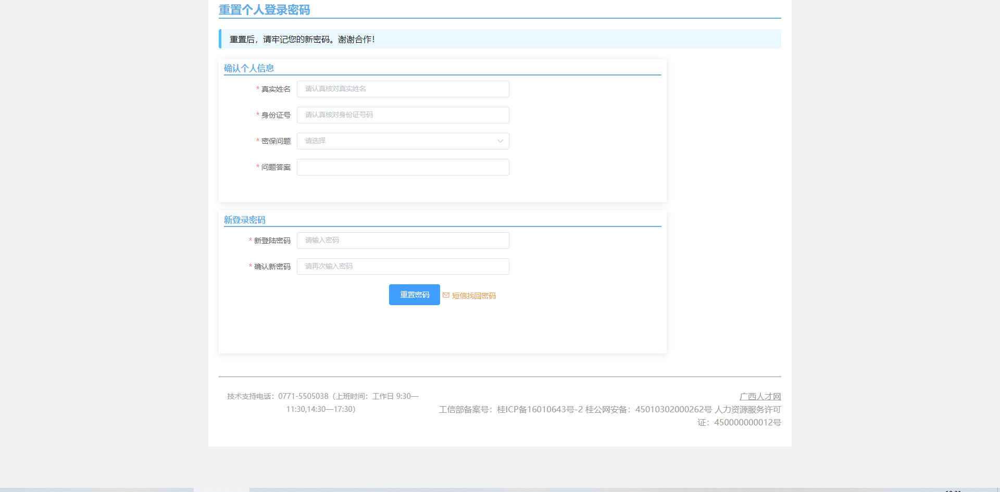 重置个人登录密码
重置后，请牢记您的新密码。谢谢合作！
确认个人信息
* 真实姓名 请认真核对真实姓名
* 身份证号 请认真核对身份证号码
* 密保问题 请选择
* 问题答案
新登录密码
* 新登陆密码 请输入密码
* 确认新密码 请再次输入密码
重置密码 短信找回密码
技术支持电话：0771-5505038（上班时间：工作日 9:30—
11:30,14:30—17:30）
广西人才网
工信部备案号：桂ICP备16010643号-2 桂公网安备：45010302000262号 人力资源服务许可
证：450000000012号